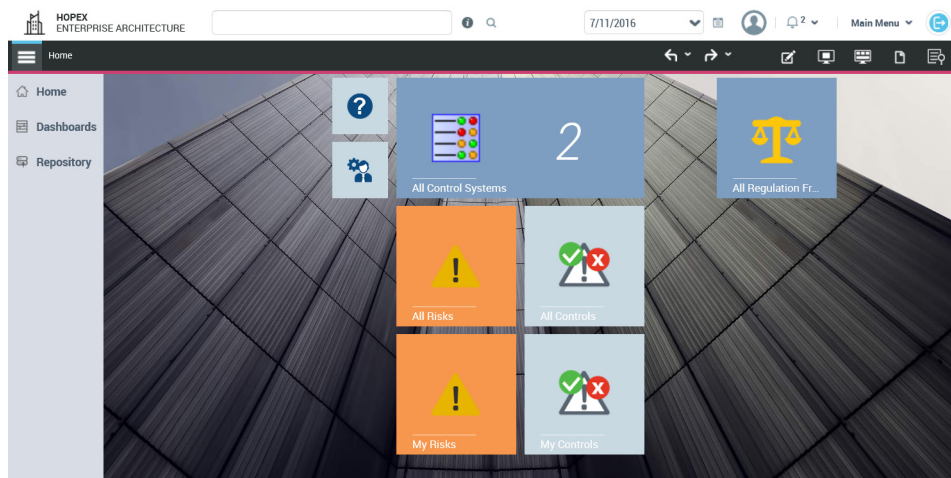 HOPEX
ENTERPRISE ARCHITECTURE
7/11/2016
2
Main Menu
Home
Home
Dashboards
Repository
?
2
All Control Systems
All Regulation Fr...
All Risks
All Controls
My Risks
My Controls